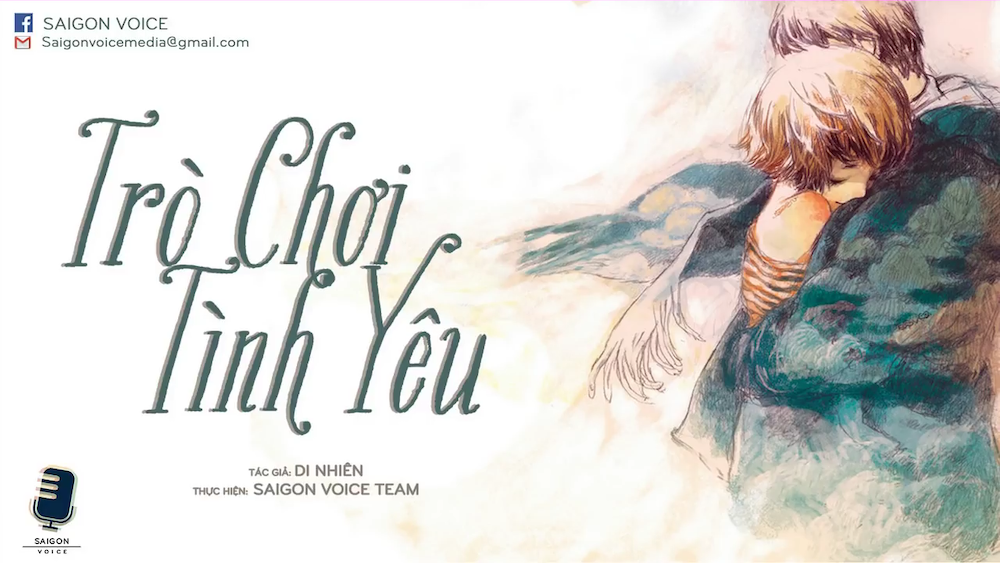 SAIGON VOICE
Saigonvoicemedia@gmail.com
Trò Chơi
Tình Yêu
TÁC GIẢ: DI NHIÊN
THỰC HIỆN: SAIGON VOICE TEAM
SAIGON
VOICE